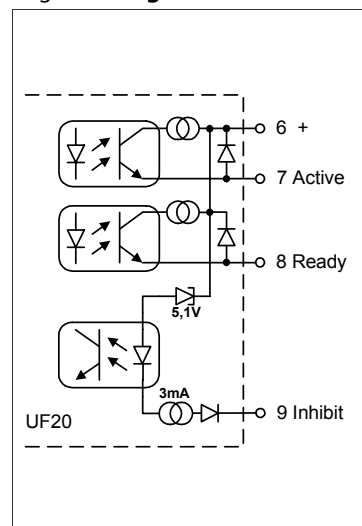 6 +
7 Active
8 Ready
5,1V
3mA
9 Inhibit
UF20